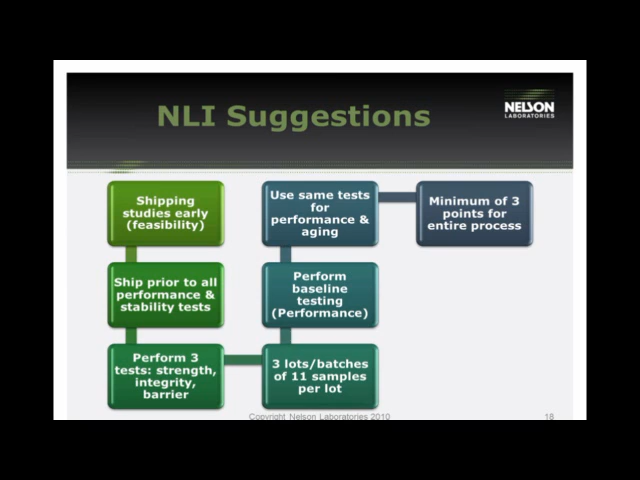 NLI Suggestions
NELSON
LABORATORIES
Shipping
studies early
(feasibility)
Ship prior to all
performance &
stability tests
Perform 3
tests: strength,
integrity,
barrier
3 lots/batches
of 11 samples
per lot
Perform
baseline
testing
(Performance)
Use same tests
for
performance &
aging
Minimum of 3
points for
entire process
Copyright Nelson Laboratories 2010
18